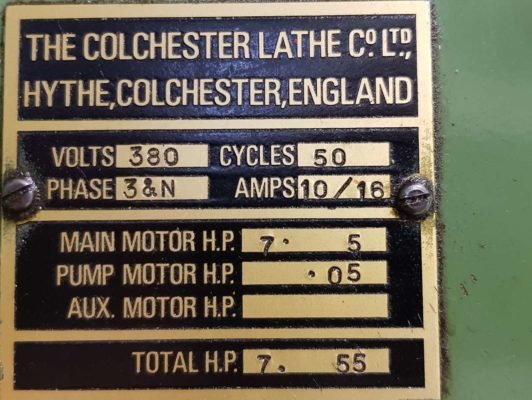 THE COLCHESTER LATHE Cº LTD,
HYTHE, COLCHESTER, ENGLAND
VOLTS 380 CYCLES 50
PHASE 3&N AMPS 10/16
MAIN MOTOR H.P. 7. 5
PUMP MOTOR H.P. .05
AUX. MOTOR H.P.
TOTAL H.P. 7. 55